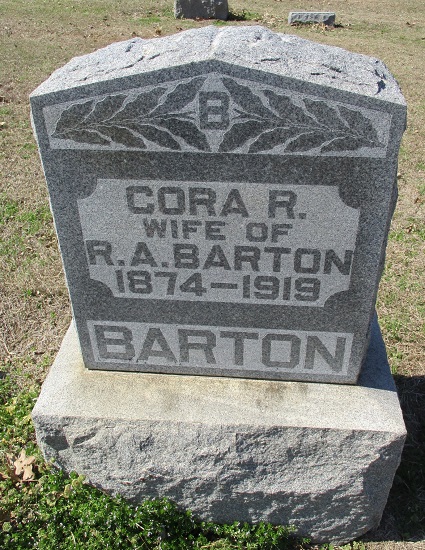 B
CORA R.
WIFE OF
R.A. BARTON
1874–1919
BARTON